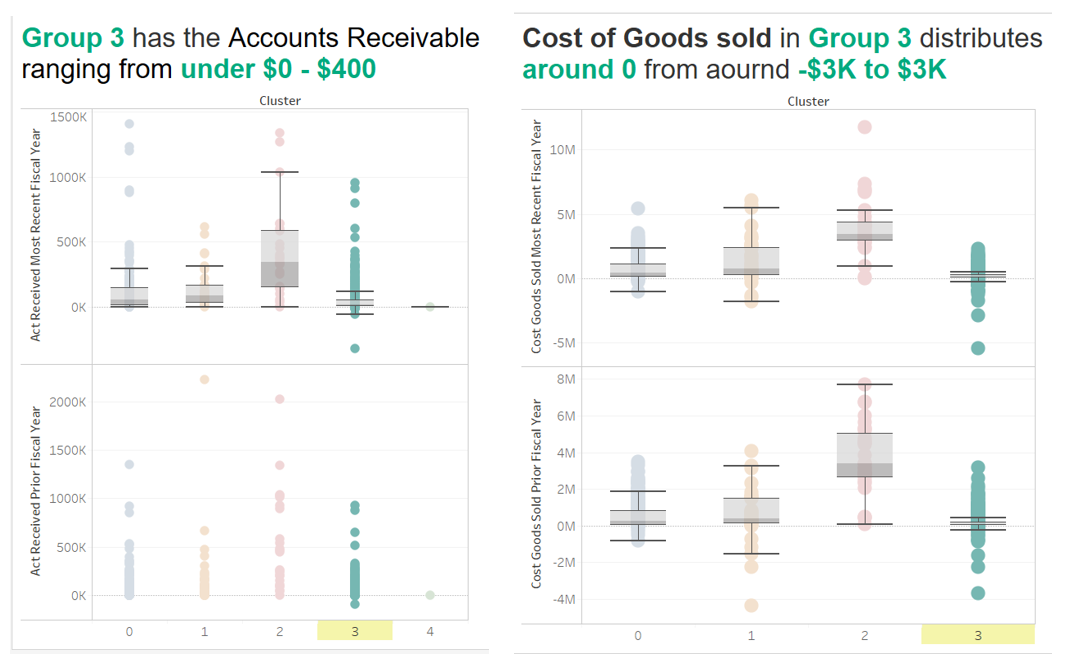 Group 3 has the Accounts Receivable
ranging from under $0 - $400
Cluster
Act Received Most Recent Fiscal Year
1500K
1000K
500K
0K
Act Received Prior Fiscal Year
2000K
1500K
1000K
500K
0K
0 1 2 3 4
Cost of Goods sold in Group 3 distributes
around 0 from aournd -$3K to $3K
Cluster
Cost Goods Sold Most Recent Fiscal Year
10M
5M
0M
-5M
Cost Goods Sold Prior Fiscal Year
8M
6M
4M
2M
0M
-2M
-4M
0 1 2 3